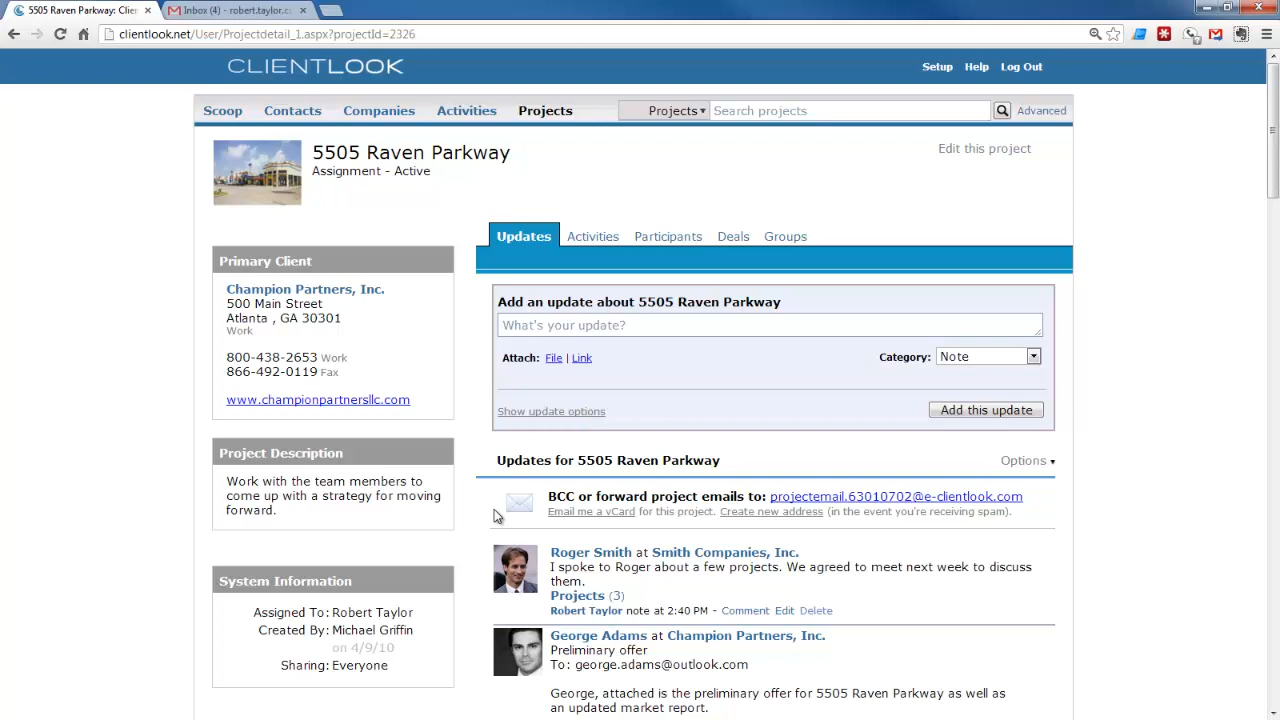 5505 Raven Parkway: Clie
Inbox (4) - robert.taylor.c
clientlook.net/User/Projectdetail_1.aspx?projectId=2326
CLIENTLOOK
Setup Help Log Out
Scoop Contacts Companies Activities Projects Projects Search projects Advanced
5505 Raven Parkway
Assignment - Active
Edit this project
Updates Activities Participants Deals Groups
Primary Client
Champion Partners, Inc.
500 Main Street
Atlanta , GA 30301
Work
800-438-2653 Work
866-492-0119 Fax
www.championpartnersllc.com
Project Description
Work with the team members to
come up with a strategy for moving
forward.
System Information
Assigned To: Robert Taylor
Created By: Michael Griffin
on 4/9/10
Sharing: Everyone
Add an update about 5505 Raven Parkway
What's your update?
Attach: File | Link
Category: Note
Show update options
Add this update
Updates for 5505 Raven Parkway
Options
BCC or forward project emails to: projectemail.63010702@e-clientlook.com
Email me a vCard for this project. Create new address (in the event you're receiving spam).
Roger Smith at Smith Companies, Inc.
I spoke to Roger about a few projects. We agreed to meet next week to discuss
them.
Projects (3)
Robert Taylor note at 2:40 PM - Comment Edit Delete
George Adams at Champion Partners, Inc.
Preliminary offer
To: george.adams@outlook.com
George, attached is the preliminary offer for 5505 Raven Parkway as well as
an updated market report.